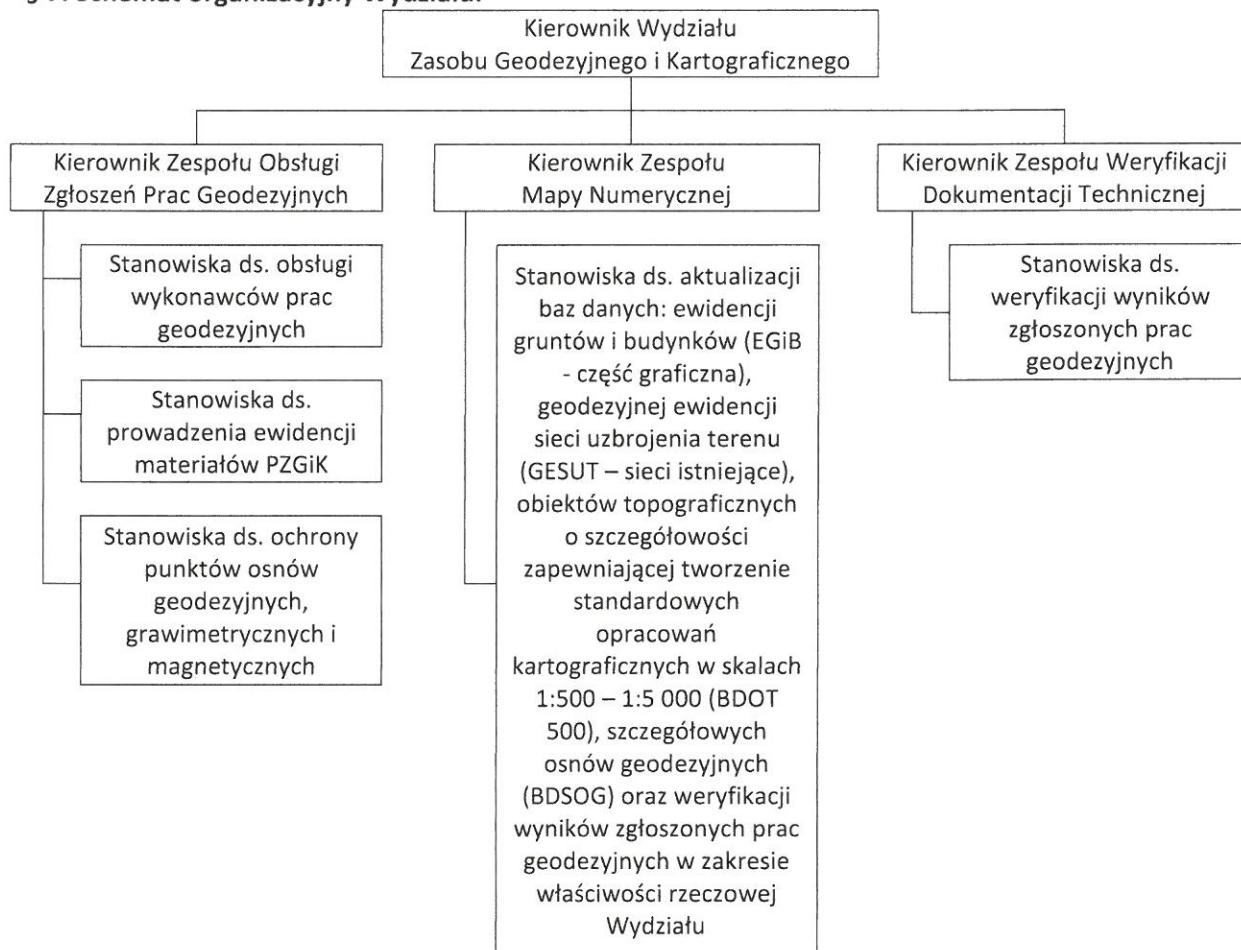 Schemat organizacyjny Wydziału.
Kierownik Wydziału
Zasobu Geodezyjnego i Kartograficznego
Kierownik Zespołu Obsługi
Zgłoszeń Prac Geodezyjnych
Stanowiska ds. obsługi
wykonawców prac
geodezyjnych
Stanowiska ds.
prowadzenia ewidencji
materiałów PZGiK
Stanowiska ds. ochrony
punktów osnów
geodezyjnych,
grawimetrycznych i
magnetycznych
Kierownik Zespołu
Mapy Numerycznej
Stanowiska ds. aktualizacji
baz danych: ewidencji
gruntów i budynków (EGiB
- część graficzna),
geodezyjnej ewidencji
sieci uzbrojenia terenu
(GESUT – sieci istniejące),
obiektów topograficznych
o szczegółowości
zapewniającej tworzenie
standardowych
opracowań
kartograficznych w skalach
1:500 – 1:5 000 (BDOT
500), szczegółowych
osnów geodezyjnych
(BDSOG) oraz weryfikacji
wyników zgłoszonych prac
geodezyjnych w zakresie
właściwości rzeczowej
Wydziału
Kierownik Zespołu Weryfikacji
Dokumentacji Technicznej
Stanowiska ds.
weryfikacji wyników
zgłoszonych prac
geodezyjnych